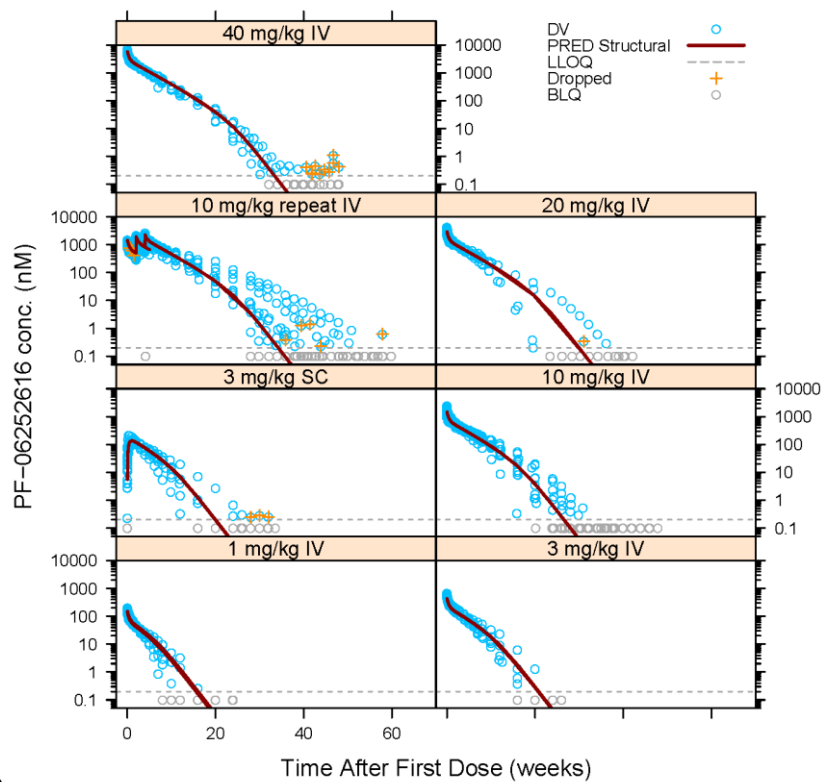 40 mg/kg IV
DV
PRED Structural
LLOQ
Dropped
BLQ
10000
1000
100
10
1
0.1
10 mg/kg repeat IV
20 mg/kg IV
10000
1000
100
10
1
0.1
3 mg/kg SC
10 mg/kg IV
10000
1000
100
10
1
0.1
1 mg/kg IV
3 mg/kg IV
10000
1000
100
10
1
0.1
0 20 40 60
PF−06252616 conc. (nM)
Time After First Dose (weeks)